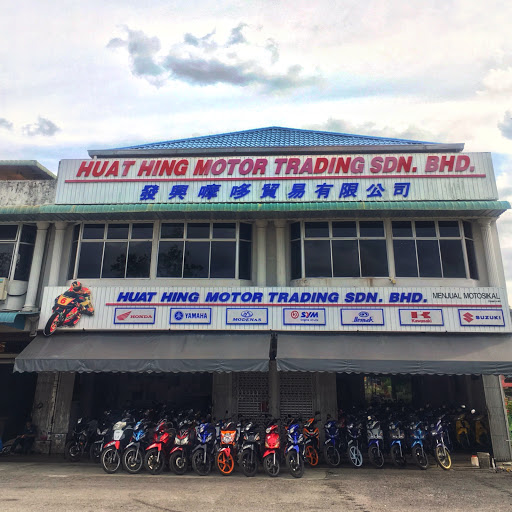 HUAT HING MOTOR TRADING SDN. BHD.
發興嘩哆貿易有限公司
HUAT HING MOTOR TRADING SDN. BHD. MENJUAL MOTOSIKAL
HONDA YAMAHA MODENAS SYM Demak Kawasaki SUZUKI